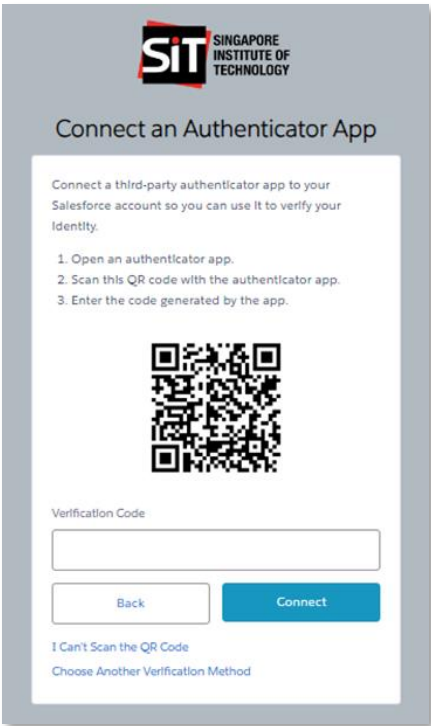 SiT
SINGAPORE
INSTITUTE OF
TECHNOLOGY
Connect an Authenticator App
Connect a third-party authenticator app to your
Salesforce account so you can use it to verify your
identity.
1. Open an authenticator app.
2. Scan this QR code with the authenticator app.
3. Enter the code generated by the app.
Verification Code
Back
Connect
I Can't Scan the QR Code
Choose Another Verification Method